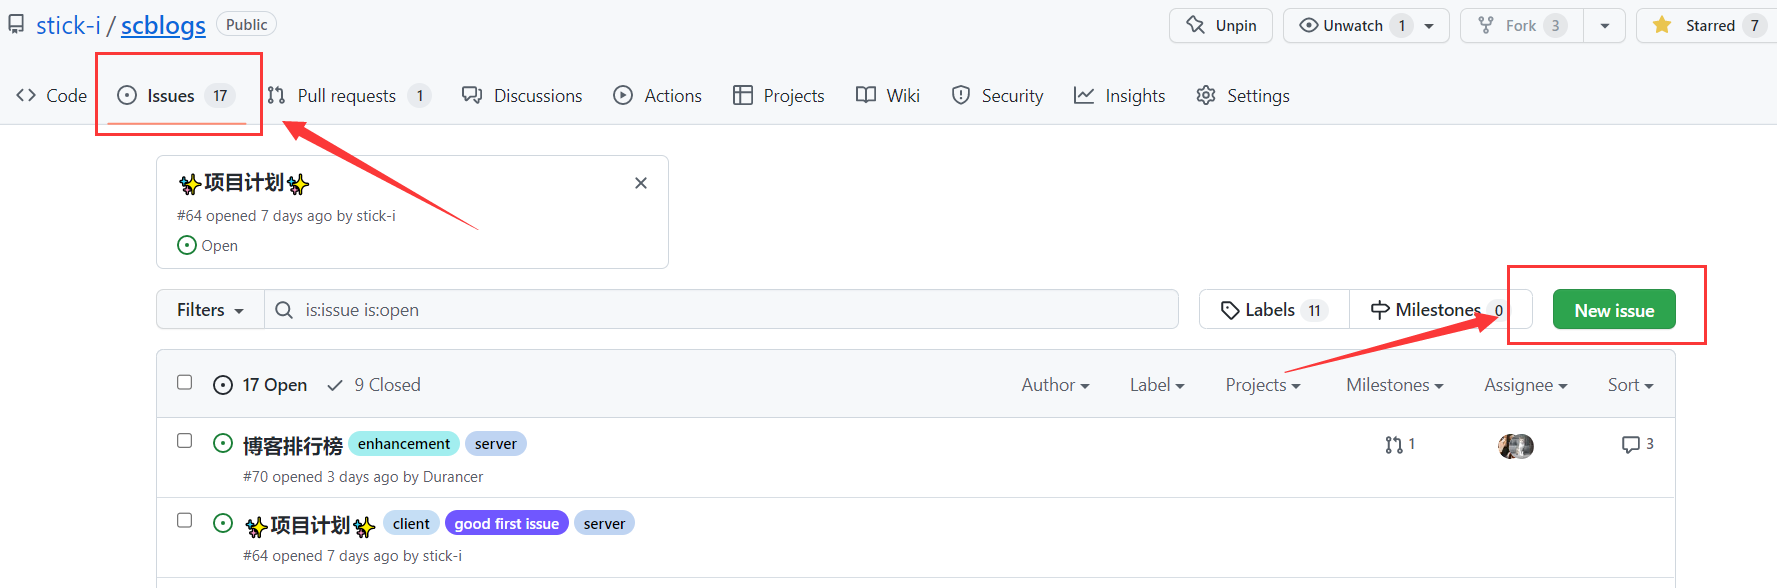 stick-i / scblogs Public Unpin Unwatch 1 Fork 3 Starred 7
Code Issues 17 Pull requests 1 Discussions Actions Projects Wiki Security Insights Settings
✨项目计划✨
#64 opened 7 days ago by stick-i
Open
Filters is:issue is:open Labels 11 Milestones 0 New issue
17 Open 9 Closed Author Label Projects Milestones Assignee Sort
博客排行榜 enhancement server 1 3
#70 opened 3 days ago by Durancer
✨项目计划✨ client good first issue server
#64 opened 7 days ago by stick-i